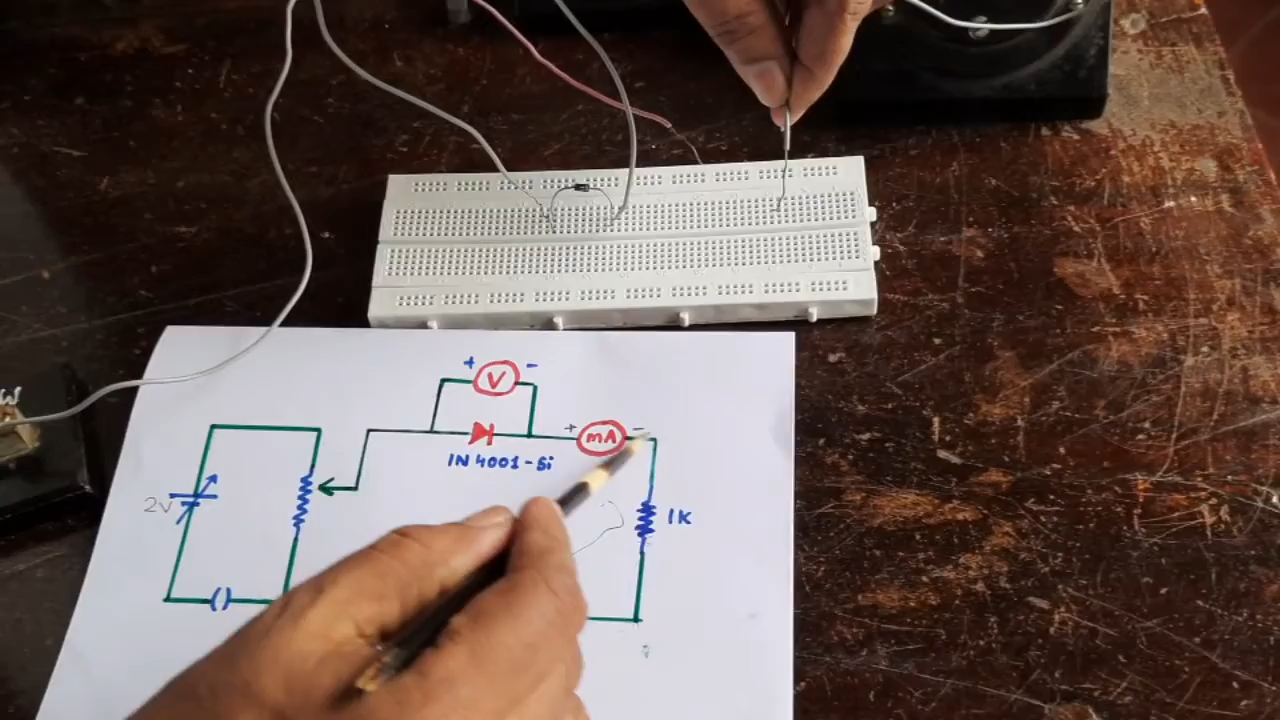 + V -
+ mA -
IN 4001-Si
2V
1K